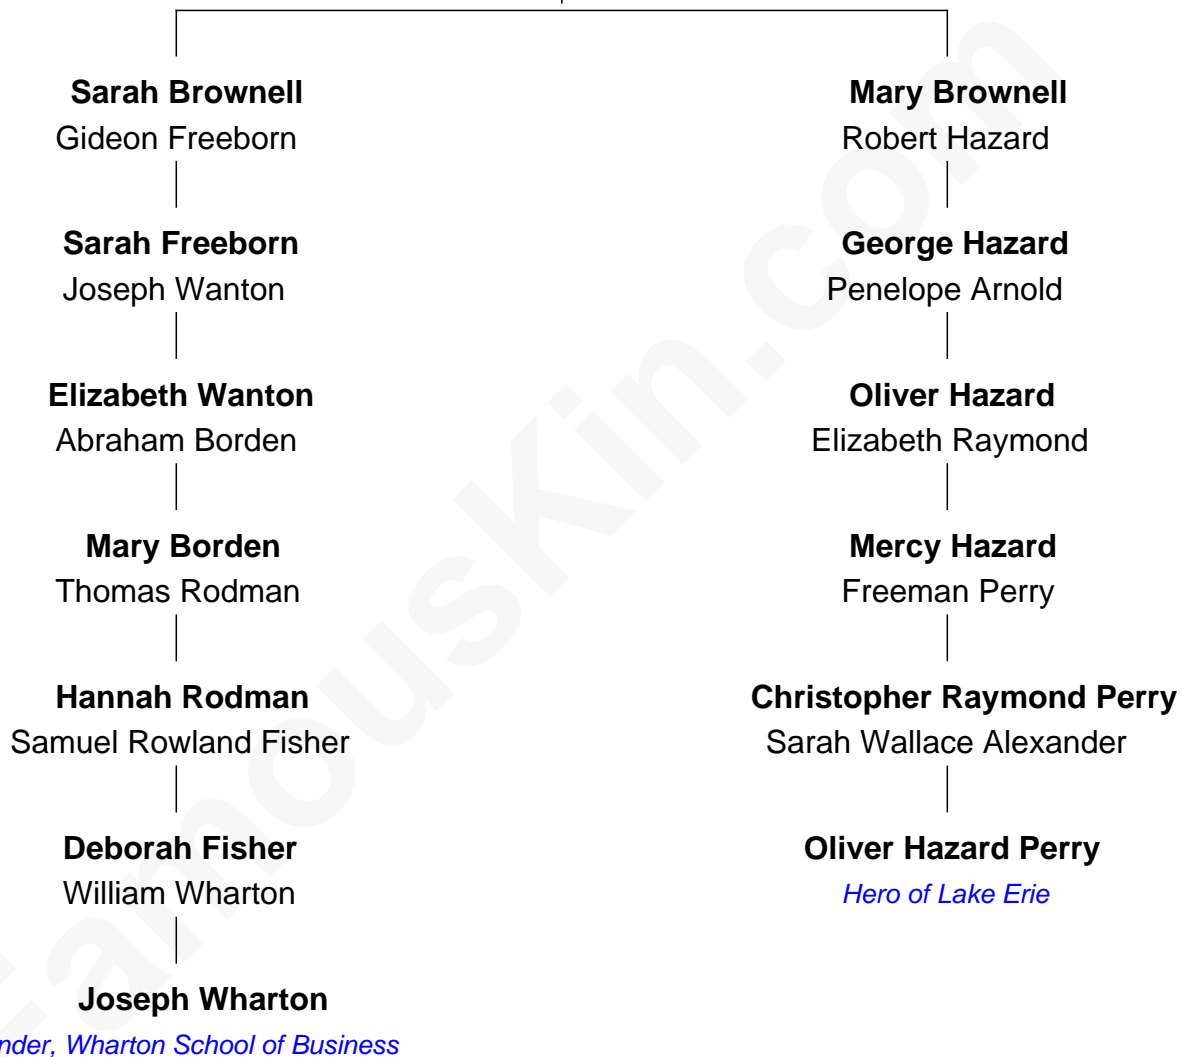 Sarah Brownell
Gideon Freeborn
Sarah Freeborn
Joseph Wanton
Elizabeth Wanton
Abraham Borden
Mary Borden
Thomas Rodman
Hannah Rodman
Samuel Rowland Fisher
Deborah Fisher
William Wharton
Joseph Wharton
nder, Wharton School of Business
Mary Brownell
Robert Hazard
George Hazard
Penelope Arnold
Oliver Hazard
Elizabeth Raymond
Mercy Hazard
Freeman Perry
Christopher Raymond Perry
Sarah Wallace Alexander
Oliver Hazard Perry
Hero of Lake Erie
FamousKin.com